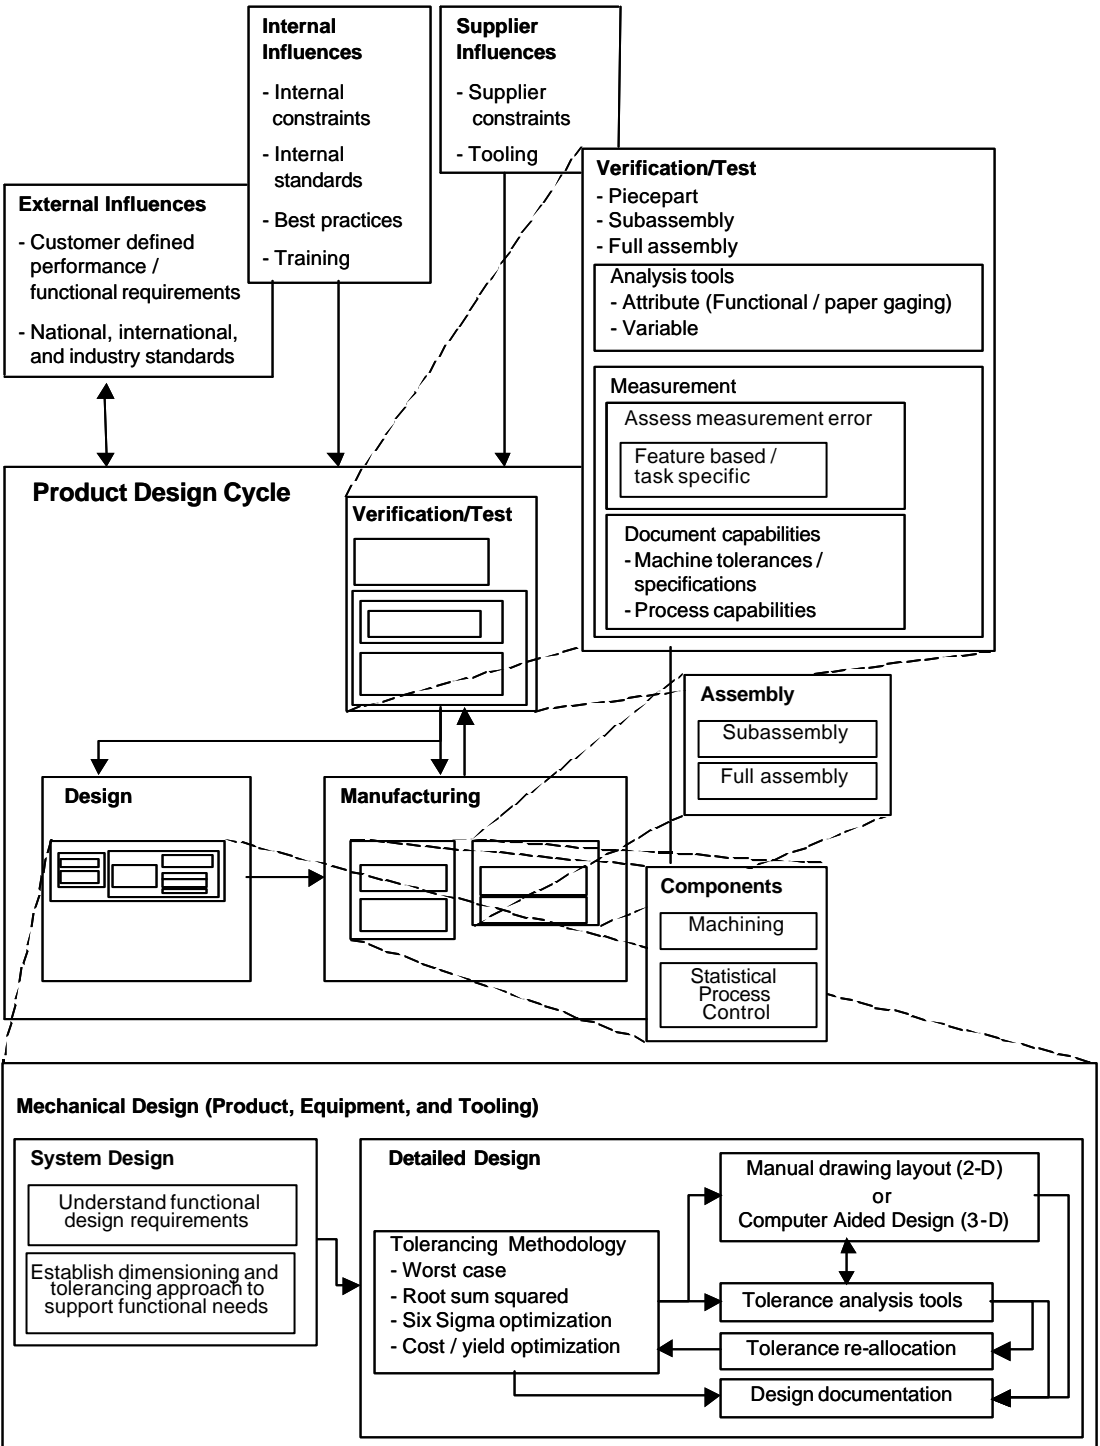 Internal
Influences
- Internal
constraints
- Internal
standards
- Best practices
- Training
Supplier
Influences
- Supplier
constraints
- Tooling
External Influences
- Customer defined
performance /
functional requirements
- National, international,
and industry standards
Verification/Test
- Piecepart
- Subassembly
- Full assembly
Analysis tools
- Attribute (Functional / paper gaging)
- Variable
Measurement
Assess measurement error
Feature based /
task specific
Document capabilities
- Machine tolerances /
specifications
- Process capabilities
Product Design Cycle
Verification/Test
Assembly
Subassembly
Full assembly
Design
Manufacturing
Components
Machining
Statistical
Process
Control
Mechanical Design (Product, Equipment, and Tooling)
System Design
Understand functional
design requirements
Establish dimensioning and
tolerancing approach to
support functional needs
Detailed Design
Tolerancing Methodology
- Worst case
- Root sum squared
- Six Sigma optimization
- Cost / yield optimization
Manual drawing layout (2-D)
or
Computer Aided Design (3-D)
Tolerance analysis tools
Tolerance re-allocation
Design documentation